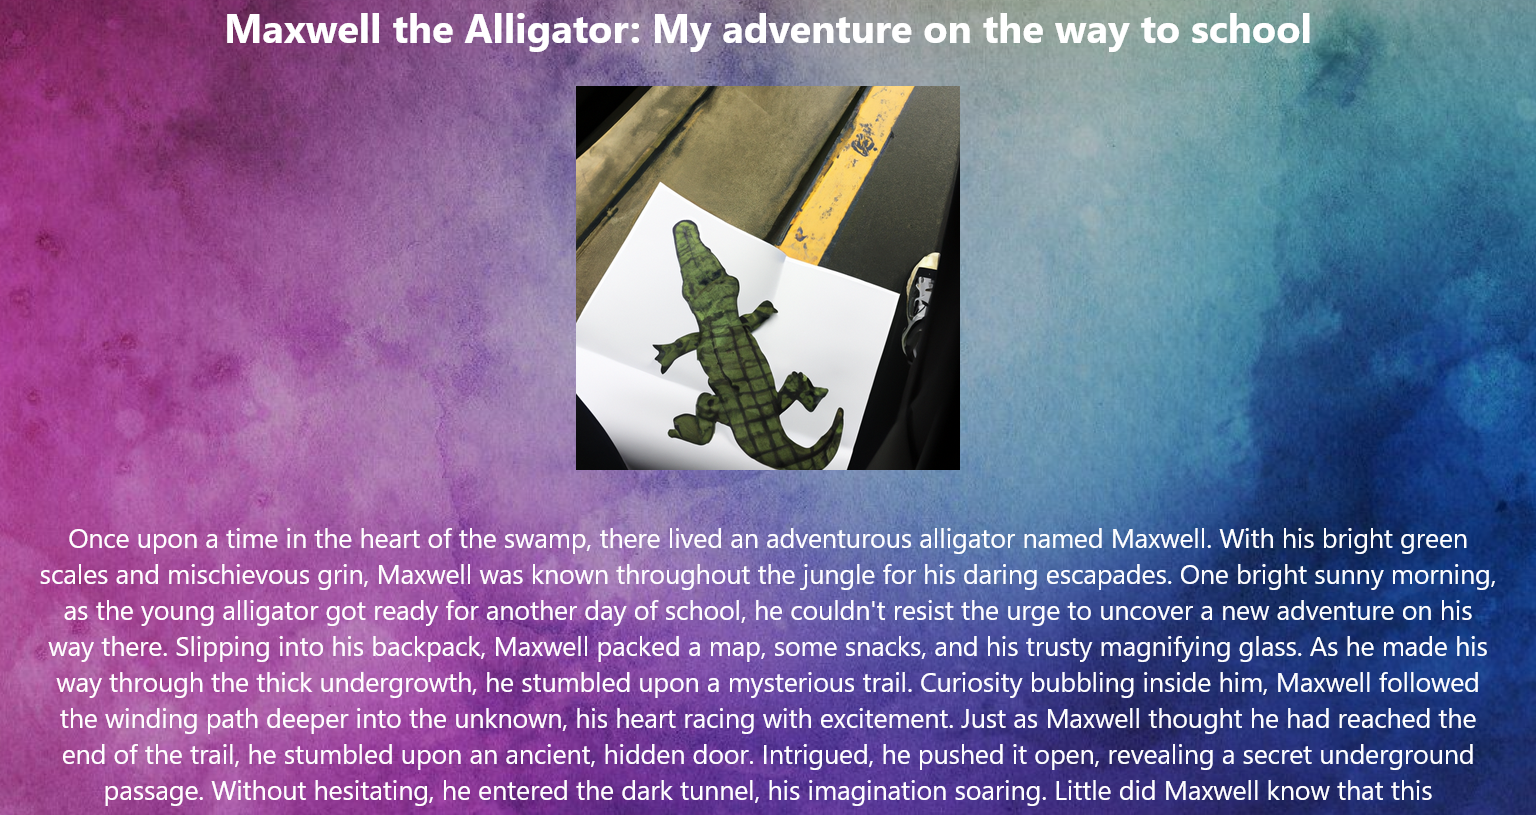 Maxwell the Alligator: My adventure on the way to school
Once upon a time in the heart of the swamp, there lived an adventurous alligator named Maxwell. With his bright green
scales and mischievous grin, Maxwell was known throughout the jungle for his daring escapades. One bright sunny morning,
as the young alligator got ready for another day of school, he couldn't resist the urge to uncover a new adventure on his
way there. Slipping into his backpack, Maxwell packed a map, some snacks, and his trusty magnifying glass. As he made his
way through the thick undergrowth, he stumbled upon a mysterious trail. Curiosity bubbling inside him, Maxwell followed
the winding path deeper into the unknown, his heart racing with excitement. Just as Maxwell thought he had reached the
end of the trail, he stumbled upon an ancient, hidden door. Intrigued, he pushed it open, revealing a secret underground
passage. Without hesitating, he entered the dark tunnel, his imagination soaring. Little did Maxwell know that this